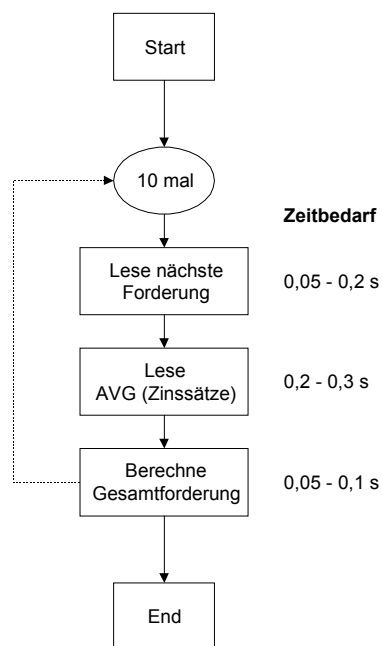 Start
10 mal
Zeitbedarf
Lese nächste
Forderung
0,05 - 0,2 s
Lese
AVG (Zinssätze)
0,2 - 0,3 s
Berechne
Gesamtforderung
0,05 - 0,1 s
End